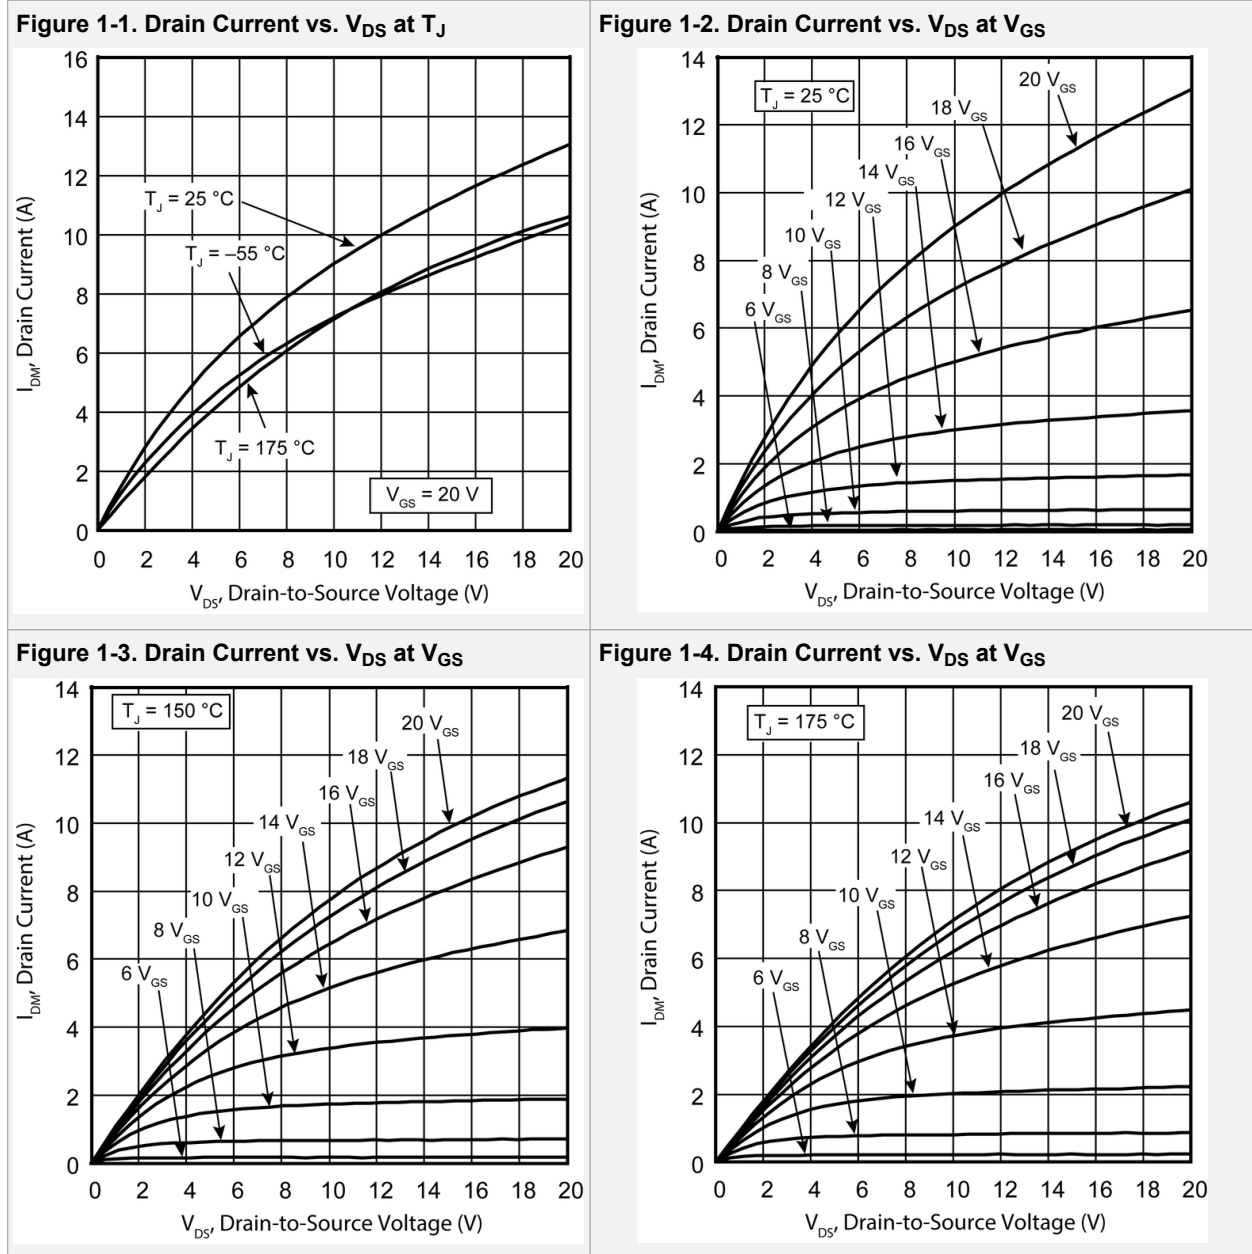 Figure 1-1. Drain Current vs. VDS at TJ
16
14
12
10
8
6
4
2
0
IDM, Drain Current (A)
TJ = 25 °C
TJ = –55 °C
TJ = 175 °C
VGS = 20 V
0 2 4 6 8 10 12 14 16 18 20
VDS, Drain-to-Source Voltage (V)
Figure 1-2. Drain Current vs. VDS at VGS
14
12
10
8
6
4
2
0
IDM, Drain Current (A)
TJ = 25 °C
20 VGS
18 VGS
16 VGS
14 VGS
12 VGS
10 VGS
8 VGS
6 VGS
0 2 4 6 8 10 12 14 16 18 20
VDS, Drain-to-Source Voltage (V)
Figure 1-3. Drain Current vs. VDS at VGS
14
12
10
8
6
4
2
0
IDM, Drain Current (A)
TJ = 150 °C
20 VGS
18 VGS
16 VGS
14 VGS
12 VGS
10 VGS
8 VGS
6 VGS
0 2 4 6 8 10 12 14 16 18 20
VDS, Drain-to-Source Voltage (V)
Figure 1-4. Drain Current vs. VDS at VGS
14
12
10
8
6
4
2
0
IDM, Drain Current (A)
TJ = 175 °C
20 VGS
18 VGS
16 VGS
14 VGS
12 VGS
10 VGS
8 VGS
6 VGS
0 2 4 6 8 10 12 14 16 18 20
VDS, Drain-to-Source Voltage (V)